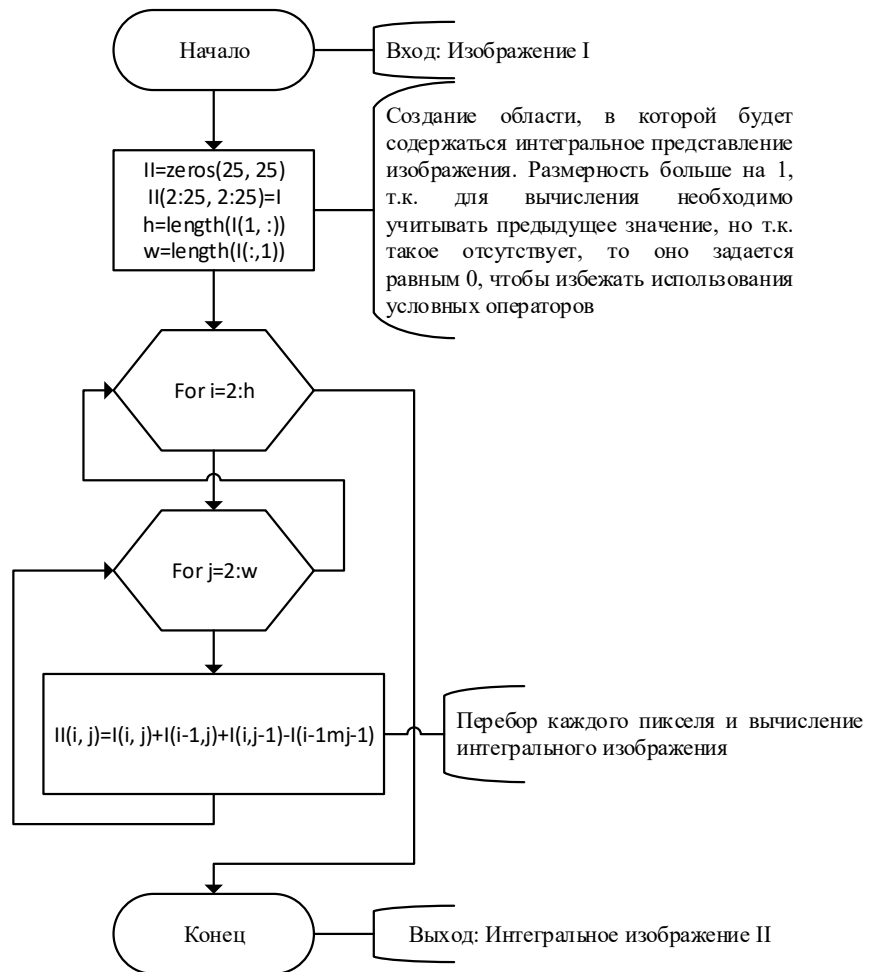 Начало
Вход: Изображение I
II=zeros(25, 25)
II(2:25, 2:25)=I
h=length(I(1, :))
w=length(I(:,1))
Создание области, в которой будет
содержаться интегральное представление
изображения. Размерность больше на 1,
т.к. для вычисления необходимо
учитывать предыдущее значение, но т.к.
такое отсутствует, то оно задается
равным 0, чтобы избежать использования
условных операторов
For i=2:h
For j=2:w
II(i, j)=I(i, j)+I(i-1,j)+I(i,j-1)-I(i-1mj-1)
Перебор каждого пикселя и вычисление
интегрального изображения
Конец
Выход: Интегральное изображение II